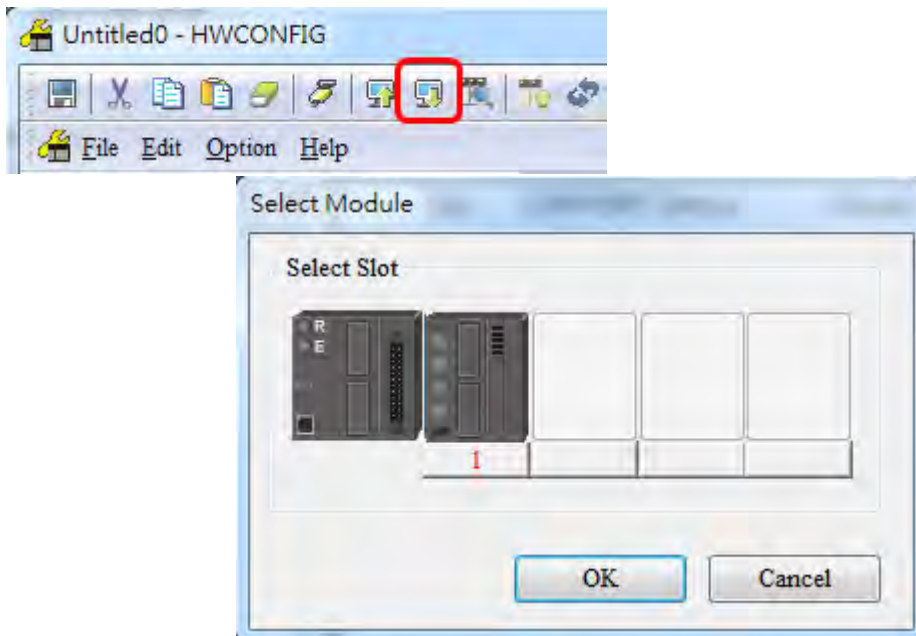 Untitled0 - HWCONFIG
File Edit Option Help
Select Module
Select Slot
R
E
1
OK Cancel